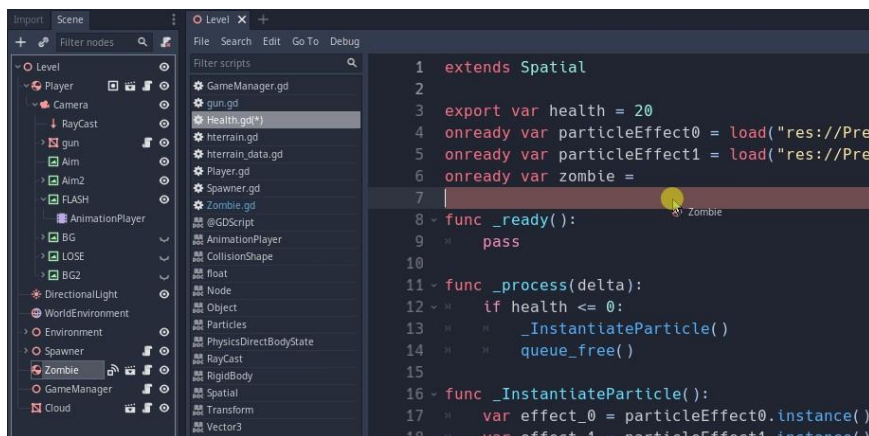 Import Scene
Filter nodes
Level
Player
Camera
RayCast
gun
Aim
Aim2
FLASH
AnimationPlayer
BG
LOSE
BG2
DirectionalLight
WorldEnvironment
Environment
Spawner
Zombie
GameManager
Cloud
Level
File Search Edit Go To Debug
Filter scripts
GameManager.gd
gun.gd
Health.gd(*)
hterrain.gd
hterrain_data.gd
Player.gd
Spawner.gd
Zombie.gd
@GDScript
AnimationPlayer
CollisionShape
float
Node
Object
Particles
PhysicsDirectBodyState
RayCast
RigidBody
Spatial
Transform
Vector3
1 extends Spatial
2
3 export var health = 20
4 onready var particleEffect0 = load("res://Pre
5 onready var particleEffect1 = load("res://Pre
6 onready var zombie =
7
Zombie
8 func _ready():
9 pass
10
11 func _process(delta):
12 if health <= 0:
13 _InstantiateParticle()
14 queue_free()
15
16 func _InstantiateParticle():
17 var effect_0 = particleEffect0.instance()
18 var effect_1 = particleEffect1.instance()